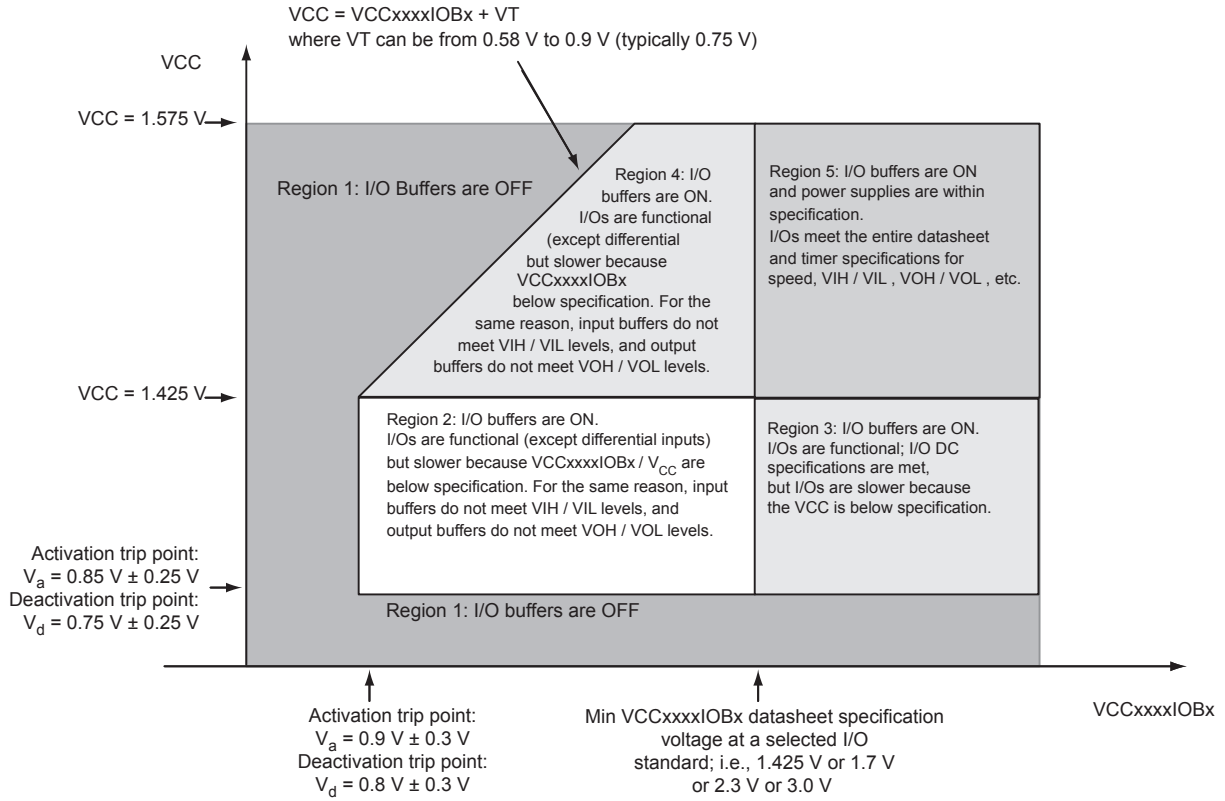 VCC = VCCxxxxIOBx + VT
where VT can be from 0.58 V to 0.9 V (typically 0.75 V)
VCC
VCC = 1.575 V
Region 1: I/O Buffers are OFF
Region 4: I/O
buffers are ON.
I/Os are functional
(except differential
but slower because
VCCxxxxIOBx
below specification. For the
same reason, input buffers do not
meet VIH / VIL levels, and output
buffers do not meet VOH / VOL levels.
Region 5: I/O buffers are ON
and power supplies are within
specification.
I/Os meet the entire datasheet
and timer specifications for
speed, VIH / VIL , VOH / VOL , etc.
VCC = 1.425 V
Region 2: I/O buffers are ON.
I/Os are functional (except differential inputs)
but slower because VCCxxxxIOBx / VCC are
below specification. For the same reason, input
buffers do not meet VIH / VIL levels, and
output buffers do not meet VOH / VOL levels.
Region 3: I/O buffers are ON.
I/Os are functional; I/O DC
specifications are met,
but I/Os are slower because
the VCC is below specification.
Activation trip point:
Va = 0.85 V ± 0.25 V
Deactivation trip point:
Vd = 0.75 V ± 0.25 V
Region 1: I/O buffers are OFF
Activation trip point:
Va = 0.9 V ± 0.3 V
Deactivation trip point:
Vd = 0.8 V ± 0.3 V
Min VCCxxxxIOBx datasheet specification
voltage at a selected I/O
standard; i.e., 1.425 V or 1.7 V
or 2.3 V or 3.0 V
VCCxxxxIOBx